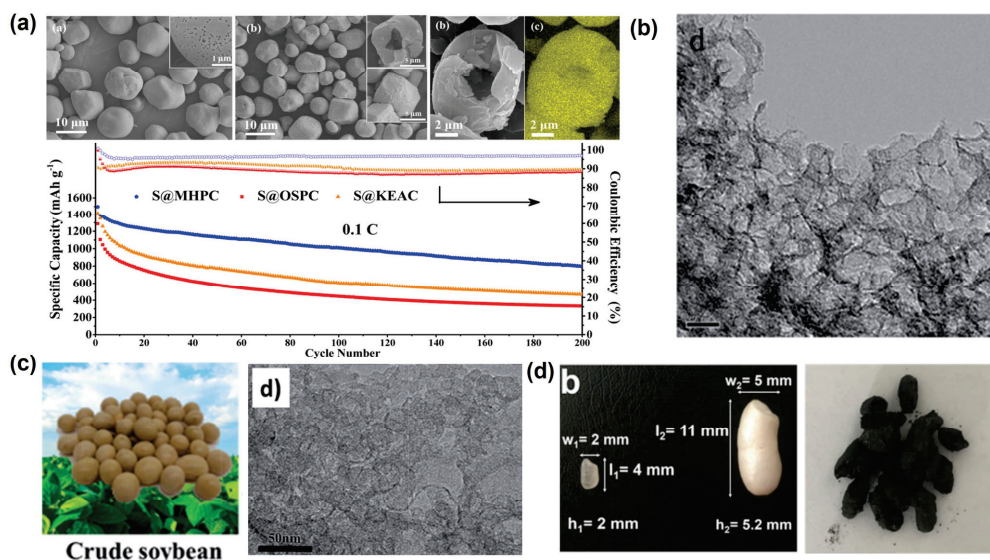 (a)
(a)
1 μm
10 μm
(b)
5 μm
5 μm
10 μm
(b)
2 μm
(c)
2 μm
Specific Capacity (mAh g⁻¹)
1600
1400
1200
1000
800
600
400
200
0
S@MHPC
S@OSPC
S@KEAC
0.1 C
0 20 40 60 80 100 120 140 160 180 200
Cycle Number
100
90
80
70
60
50
40
30
20
10
0
Coulombic Efficiency (%)
(b)
d
(c)
Crude soybean
d)
50nm
(d)
b
w₁= 2 mm
l₁= 4 mm
h₁= 2 mm
w₂= 5 mm
l₂= 11 mm
h₂= 5.2 mm